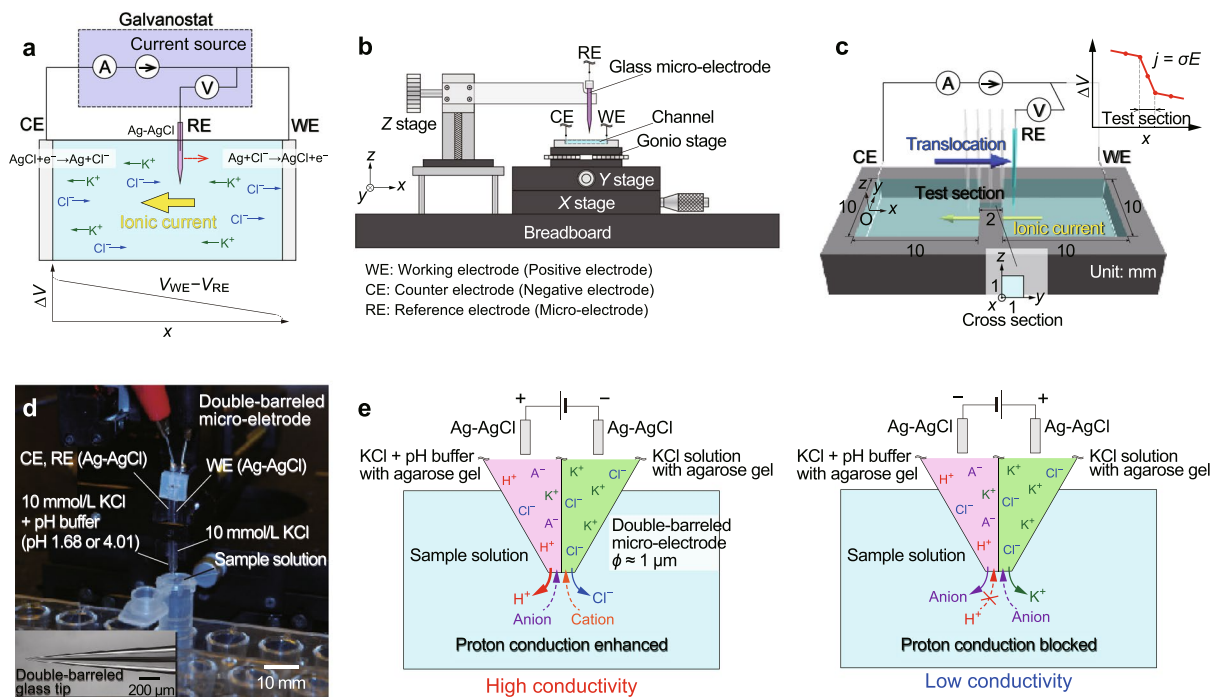 a
Galvanostat
Current source
A
V
CE
Ag-AgCl
RE
WE
AgCl+e⁻→Ag+Cl⁻
Ag+Cl⁻→AgCl+e⁻
K⁺
K⁺
Cl⁻
Cl⁻
K⁺
K⁺
Cl⁻
Cl⁻
Ionic current
Cl⁻
Cl⁻
K⁺
K⁺
ΔV
V_WE−V_RE
x
b
RE
Glass micro-electrode
Z stage
CE
WE
Channel
Gonio stage
z
y
x
Y stage
X stage
Breadboard
WE: Working electrode (Positive electrode)
CE: Counter electrode (Negative electrode)
RE: Reference electrode (Micro-electrode)
c
A
V
ΔV
j = σE
Test section
x
CE
RE
WE
Translocation
Test section
z
y
O
x
10
2
10
Ionic current
10
10
Unit: mm
z
1
x
1
y
Cross section
d
Double-barreled
micro-eletrode
CE, RE (Ag-AgCl)
WE (Ag-AgCl)
10 mmol/L KCl
+ pH buffer
(pH 1.68 or 4.01)
10 mmol/L KCl
Sample solution
Double-barreled
glass tip
200 µm
10 mm
e
+
−
Ag-AgCl
Ag-AgCl
KCl + pH buffer
with agarose gel
KCl solution
with agarose gel
H⁺
A⁻
K⁺
Cl⁻
A⁻
H⁺
K⁺
Cl⁻
Cl⁻
K⁺
Cl⁻
Double-barreled
micro-electrode
ϕ ≈ 1 µm
Sample solution
H⁺
Cl⁻
Anion
Cation
Proton conduction enhanced
High conductivity
−
+
Ag-AgCl
Ag-AgCl
KCl + pH buffer
with agarose gel
KCl solution
with agarose gel
H⁺
A⁻
K⁺
Cl⁻
A⁻
H⁺
K⁺
Cl⁻
K⁺
Cl⁻
K⁺
Cl⁻
Sample solution
Anion
K⁺
H⁺
Anion
Proton conduction blocked
Low conductivity